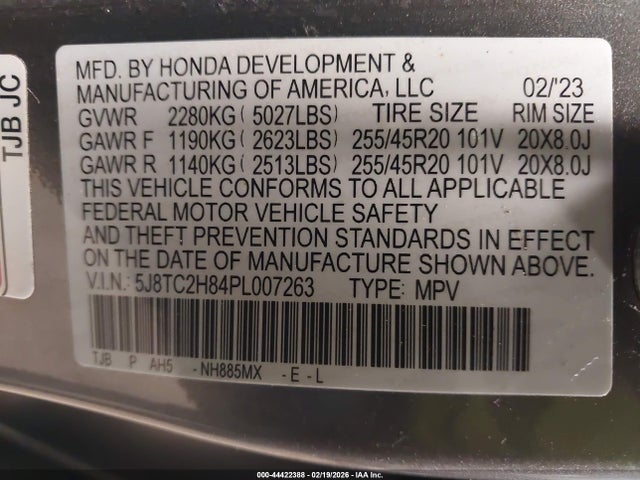 TJB JC
MFD. BY HONDA DEVELOPMENT &
MANUFACTURING OF AMERICA, LLC 02/'23
GVWR 2280KG( 5027LBS) TIRE SIZE RIM SIZE
GAWR F 1190KG( 2623LBS) 255/45R20 101V 20X8.0J
GAWR R 1140KG( 2513LBS) 255/45R20 101V 20X8.0J
THIS VEHICLE CONFORMS TO ALL APPLICABLE
FEDERAL MOTOR VEHICLE SAFETY
AND THEFT PREVENTION STANDARDS IN EFFECT
ON THE DATE OF MANUFACTURE SHOWN ABOVE.
V.I.N.: 5J8TC2H84PL007263 TYPE: MPV
TJB P AH5 -NH885MX -E-L
000-44422388 - 02/19/2026 - IAA Inc.